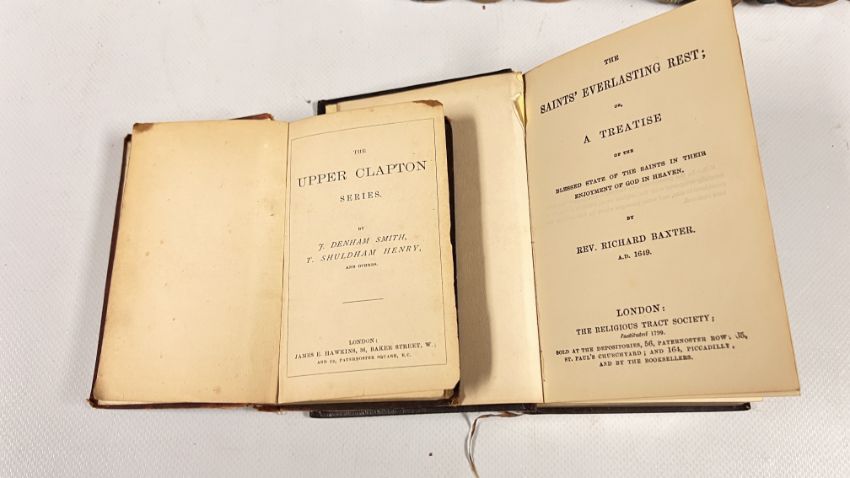 THE
UPPER CLAPTON
SERIES.
BY
J. DENHAM SMITH,
T. SHULDHAM HENRY,
AND OTHERS.
LONDON:
JAMES E. HAWKINS, 36, BAKER STREET, W.;
AND 12, PATERNOSTER SQUARE, E.C.
THE
SAINTS' EVERLASTING REST;
OR,
A TREATISE
OF THE
BLESSED STATE OF THE SAINTS IN THEIR
ENJOYMENT OF GOD IN HEAVEN.
BY
REV. RICHARD BAXTER.
A.D. 1649.
LONDON:
THE RELIGIOUS TRACT SOCIETY;
Instituted 1799.
SOLD AT THE DEPOSITORIES, 56, PATERNOSTER ROW; 65,
ST. PAUL'S CHURCHYARD; AND 164, PICCADILLY;
AND BY THE BOOKSELLERS.